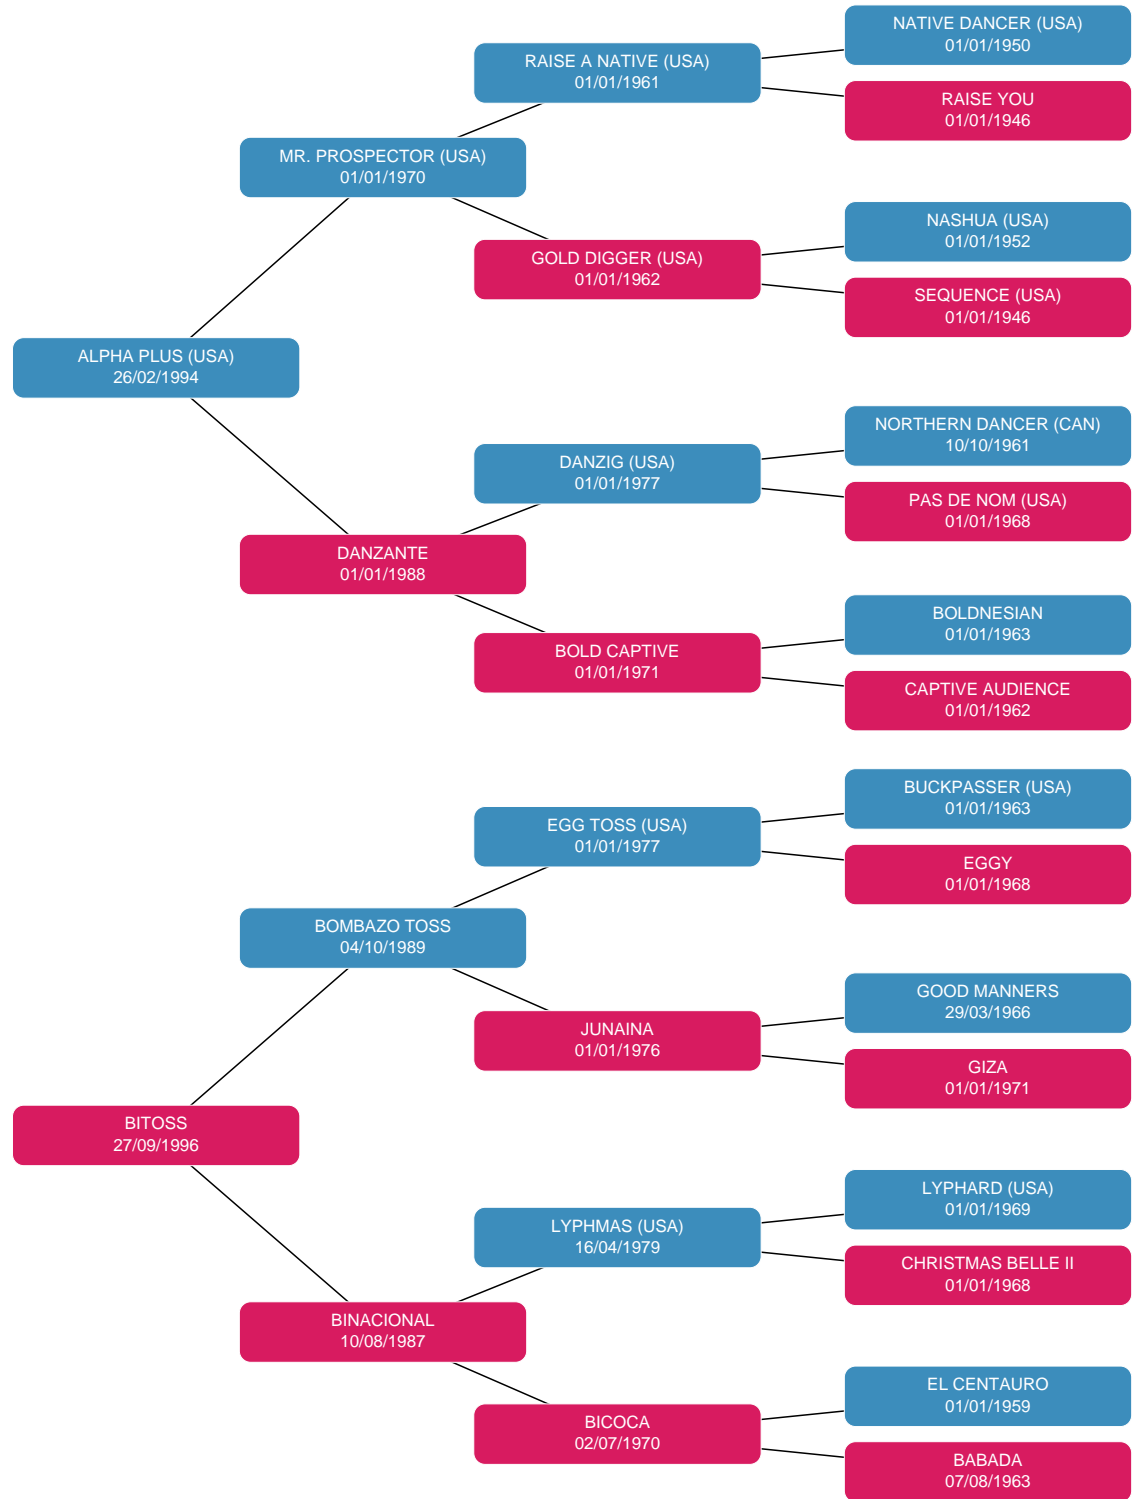 NATIVE DANCER (USA)
01/01/1950
RAISE A NATIVE (USA)
01/01/1961
RAISE YOU
01/01/1946
MR. PROSPECTOR (USA)
01/01/1970
NASHUA (USA)
01/01/1952
GOLD DIGGER (USA)
01/01/1962
SEQUENCE (USA)
01/01/1946
ALPHA PLUS (USA)
26/02/1994
NORTHERN DANCER (CAN)
10/10/1961
DANZIG (USA)
01/01/1977
PAS DE NOM (USA)
01/01/1968
DANZANTE
01/01/1988
BOLDNESIAN
01/01/1963
BOLD CAPTIVE
01/01/1971
CAPTIVE AUDIENCE
01/01/1962
BUCKPASSER (USA)
01/01/1963
EGG TOSS (USA)
01/01/1977
EGGY
01/01/1968
BOMBAZO TOSS
04/10/1989
GOOD MANNERS
29/03/1966
JUNAINA
01/01/1976
GIZA
01/01/1971
BITOSS
27/09/1996
LYPHARD (USA)
01/01/1969
LYPHMAS (USA)
16/04/1979
CHRISTMAS BELLE II
01/01/1968
BINACIONAL
10/08/1987
EL CENTAURO
01/01/1959
BICOCA
02/07/1970
BABADA
07/08/1963